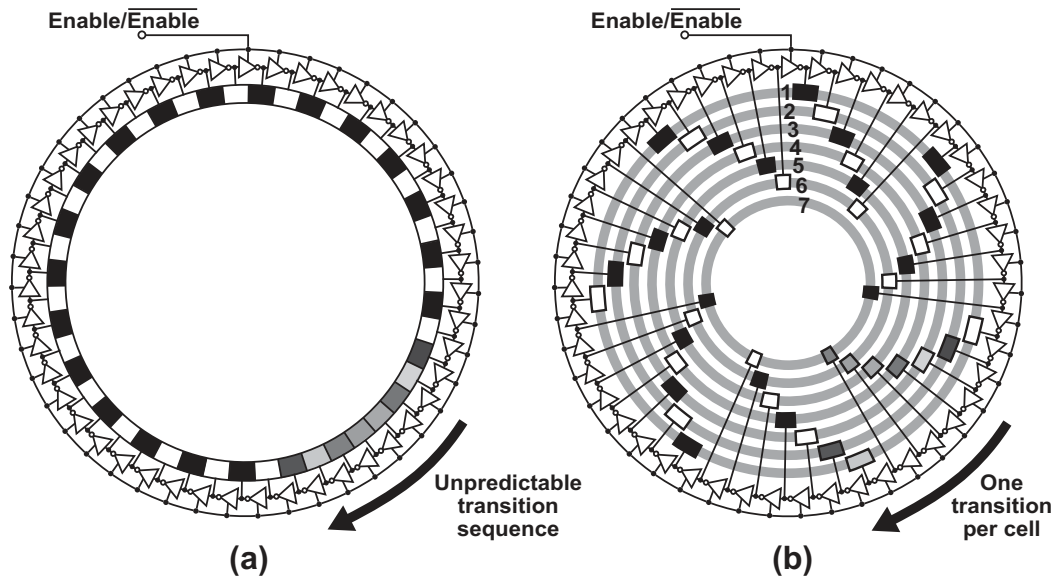 Enable/Enable
Unpredictable
transition
sequence
(a)
Enable/Enable
1
2
3
4
5
6
7
One
transition
per cell
(b)